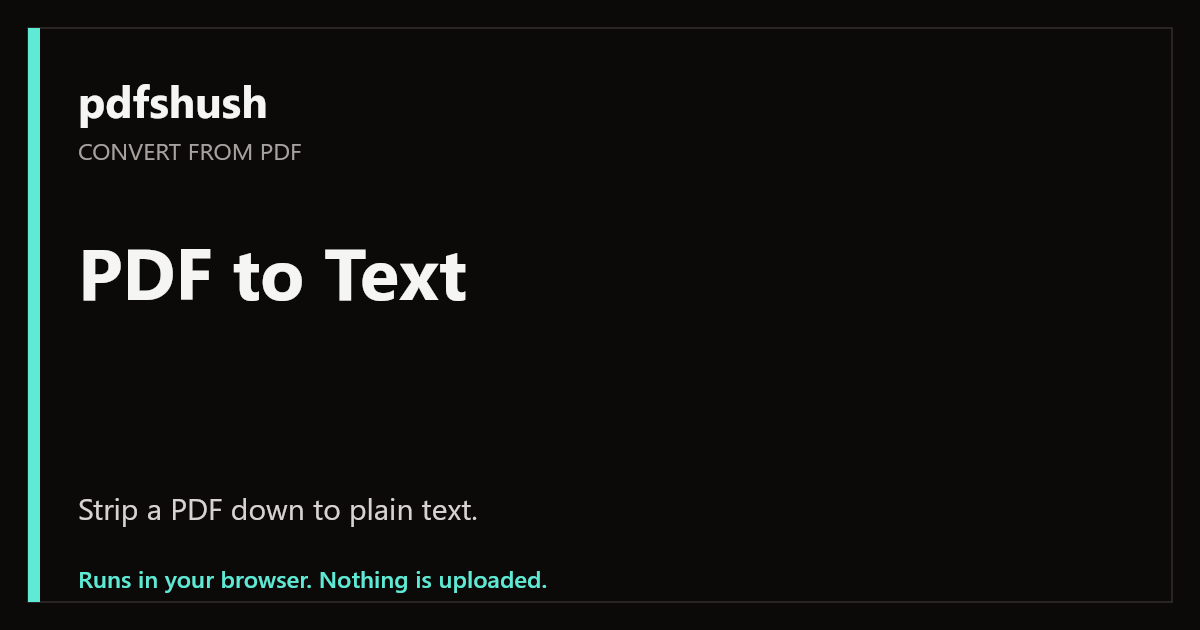 pdfshush
CONVERT FROM PDF
PDF to Text
Strip a PDF down to plain text.
Runs in your browser. Nothing is uploaded.